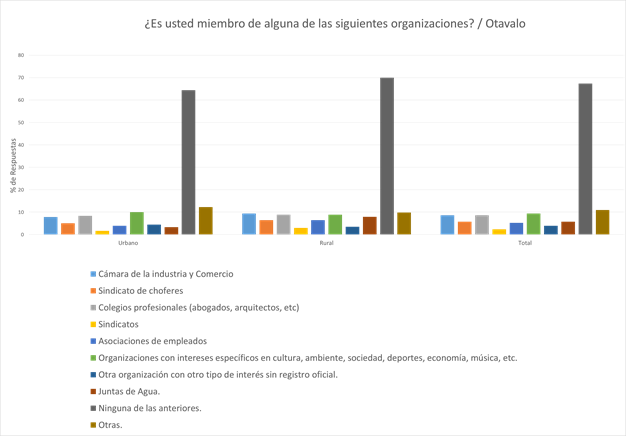 ¿Es usted miembro de alguna de las siguientes organizaciones? / Otavalo
80
70
60
50
40
30
20
10
0
% de Respuestas
Urbano Rural Total
Cámara de la industria y Comercio
Sindicato de choferes
Colegios profesionales (abogados, arquitectos, etc)
Sindicatos
Asociaciones de empleados
Organizaciones con intereses específicos en cultura, ambiente, sociedad, deportes, economía, música, etc.
Otra organización con otro tipo de interés sin registro oficial.
Juntas de Agua.
Ninguna de las anteriores.
Otras.